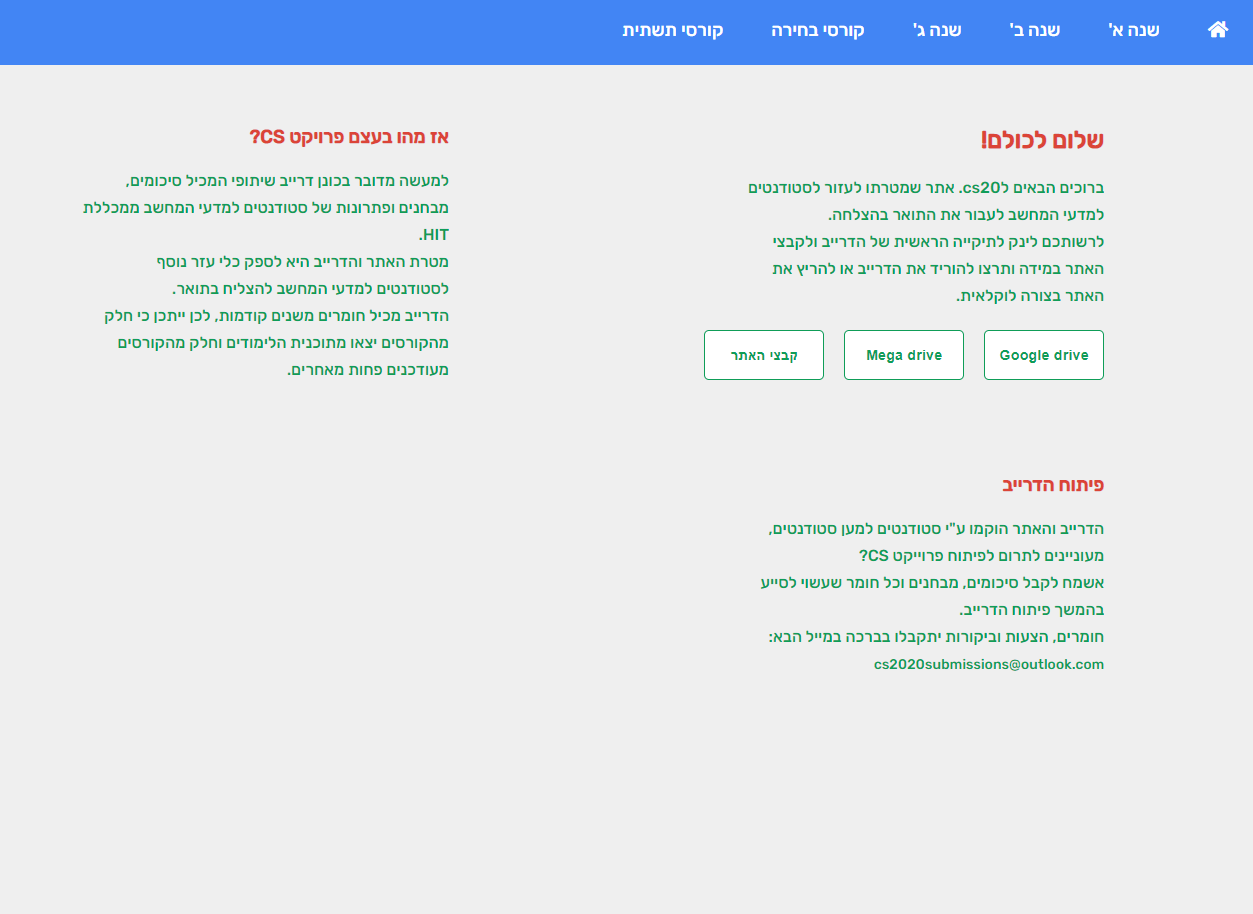 שנה א'
שנה ב'
שנה ג'
קורסי בחירה
קורסי תשתית
שלום לכולם!
ברוכים הבאים לcs20. אתר שמטרתו לעזור לסטודנטים
למדעי המחשב לעבור את התואר בהצלחה.
לרשותכם לינק לתיקייה הראשית של הדרייב ולקבצי
האתר במידה ותרצו להוריד את הדרייב או להריץ את
האתר בצורה לוקלאית.
Google drive
Mega drive
קבצי האתר
אז מהו בעצם פרויקט CS?
למעשה מדובר בכונן דרייב שיתופי המכיל סיכומים,
מבחנים ופתרונות של סטודנטים למדעי המחשב ממכללת
HIT.
מטרת האתר והדרייב היא לספק כלי עזר נוסף
לסטודנטים למדעי המחשב להצליח בתואר.
הדרייב מכיל חומרים משנים קודמות, לכן ייתכן כי חלק
מהקורסים יצאו מתוכנית הלימודים וחלק מהקורסים
מעודכנים פחות מאחרים.
פיתוח הדרייב
הדרייב והאתר הוקמו ע"י סטודנטים למען סטודנטים,
מעוניינים לתרום לפיתוח פרוייקט CS?
אשמח לקבל סיכומים, מבחנים וכל חומר שעשוי לסייע
בהמשך פיתוח הדרייב.
חומרים, הצעות וביקורות יתקבלו בברכה במייל הבא:
cs2020submissions@outlook.com